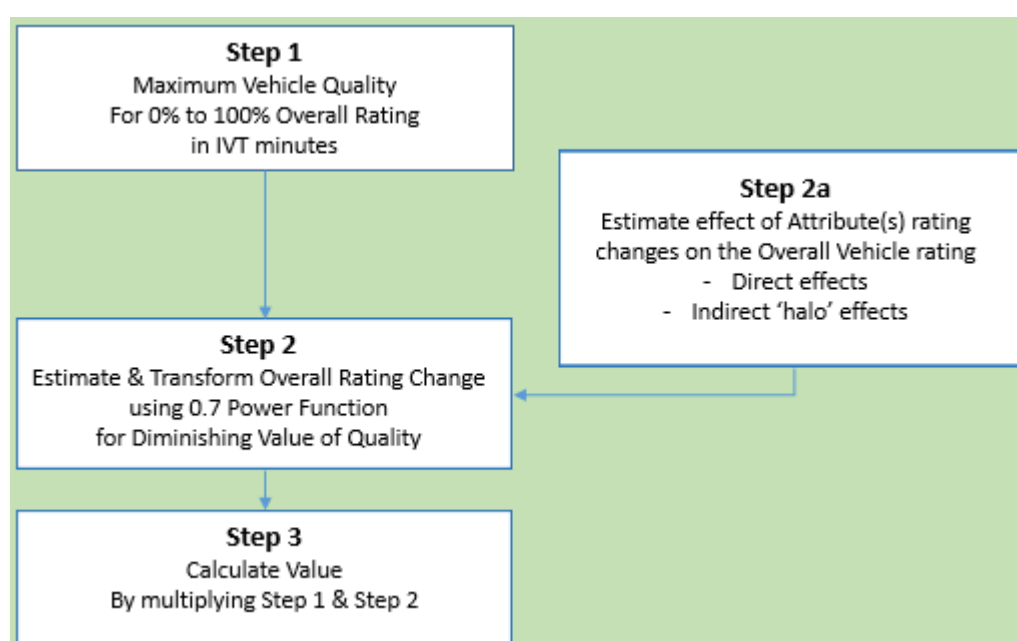 Step 1
Maximum Vehicle Quality
For 0% to 100% Overall Rating
in IVT minutes
Step 2a
Estimate effect of Attribute(s) rating
changes on the Overall Vehicle rating
- Direct effects
- Indirect ‘halo’ effects
Step 2
Estimate & Transform Overall Rating Change
using 0.7 Power Function
for Diminishing Value of Quality
Step 3
Calculate Value
By multiplying Step 1 & Step 2